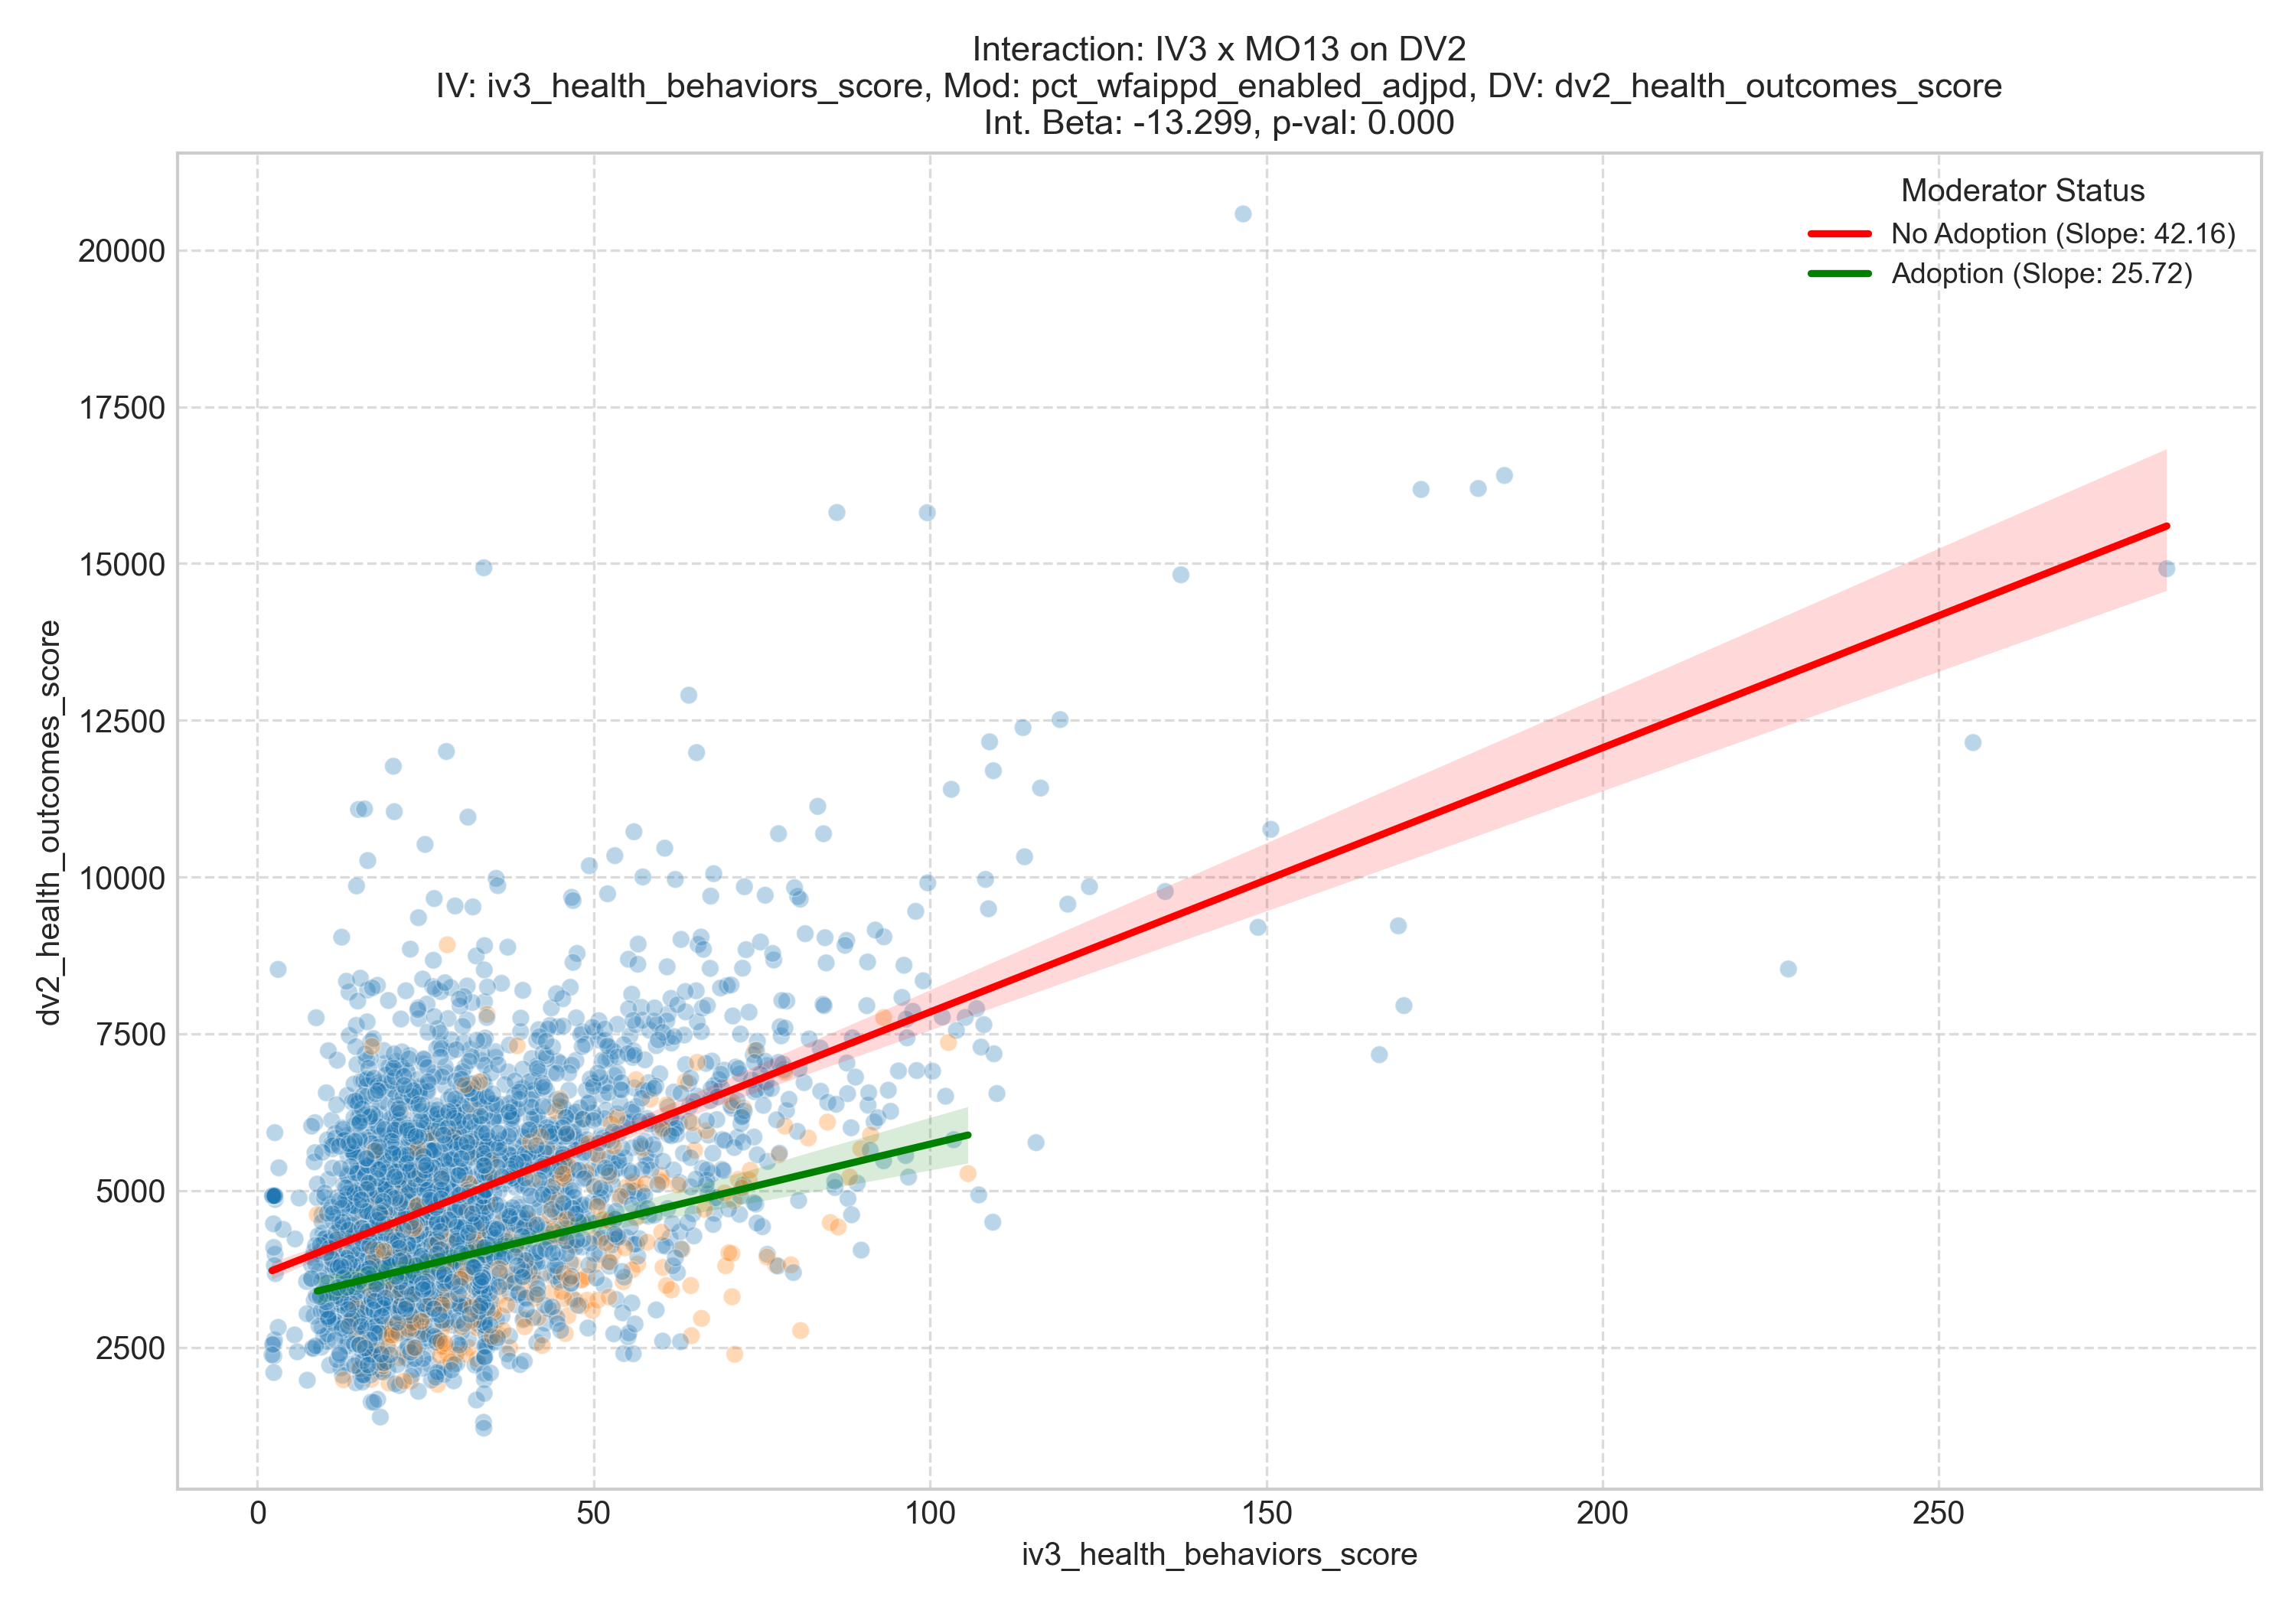 Interaction: IV3 x MO13 on DV2
IV: iv3_health_behaviors_score, Mod: pct_wfaippd_enabled_adjpd, DV: dv2_health_outcomes_score
Int. Beta: -13.299, p-val: 0.000
Moderator Status
No Adoption (Slope: 42.16)
Adoption (Slope: 25.72)
20000
17500
15000
12500
10000
7500
5000
2500
dv2_health_outcomes_score
0
50
100
150
200
250
iv3_health_behaviors_score